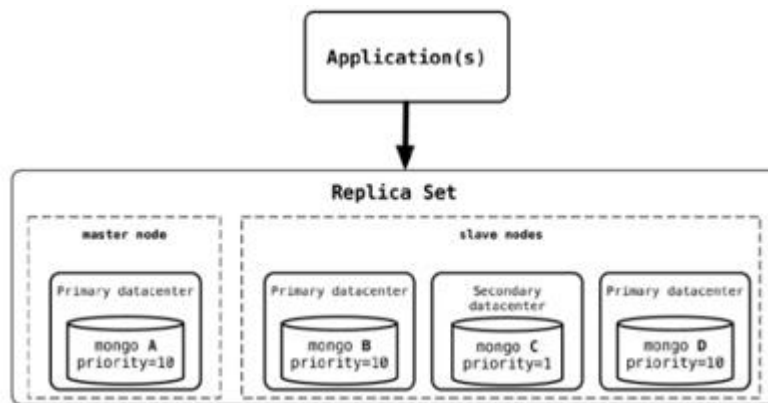 Application(s)
Replica Set
master node
slave nodes
Primary datacenter
mongo A
priority=10
Primary datacenter
mongo B
priority=10
Secondary
datacenter
mongo C
priority=1
Primary datacenter
mongo D
priority=10